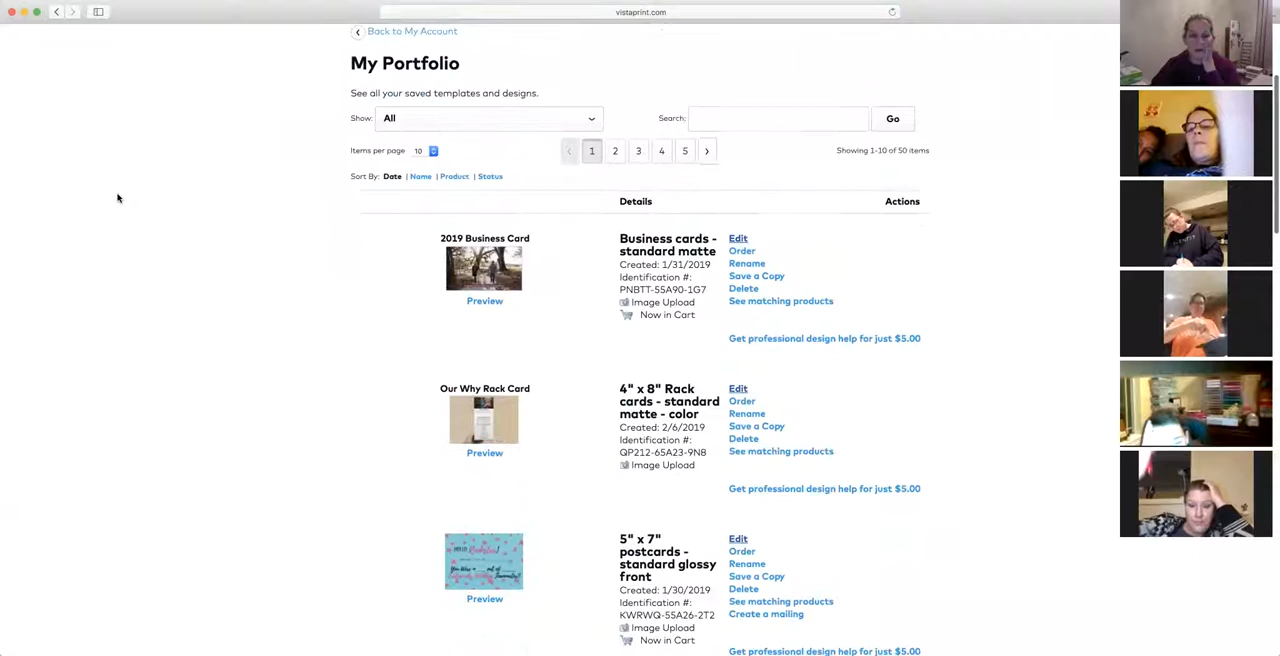 vistaprint.com
Back to My Account
My Portfolio
See all your saved templates and designs.
Show: All Search: Go
Items per page 10 1 2 3 4 5 Showing 1-10 of 50 items
Sort By: Date | Name | Product | Status
Details Actions
2019 Business Card
Preview
Business cards -
standard matte
Created: 1/31/2019
Identification #:
PNBTT-55A90-1G7
Image Upload
Now in Cart
Edit
Order
Rename
Save a Copy
Delete
See matching products
Get professional design help for just $5.00
Our Why Rack Card
Preview
4" x 8" Rack
cards - standard
matte - color
Created: 2/6/2019
Identification #:
QP212-65A23-9N8
Image Upload
Edit
Order
Rename
Save a Copy
Delete
See matching products
Get professional design help for just $5.00
Preview
5" x 7"
postcards -
standard glossy
front
Created: 1/30/2019
Identification #:
KWRWQ-55A26-2T2
Image Upload
Now in Cart
Edit
Order
Rename
Save a Copy
Delete
See matching products
Create a mailing
Get professional design help for just $5.00